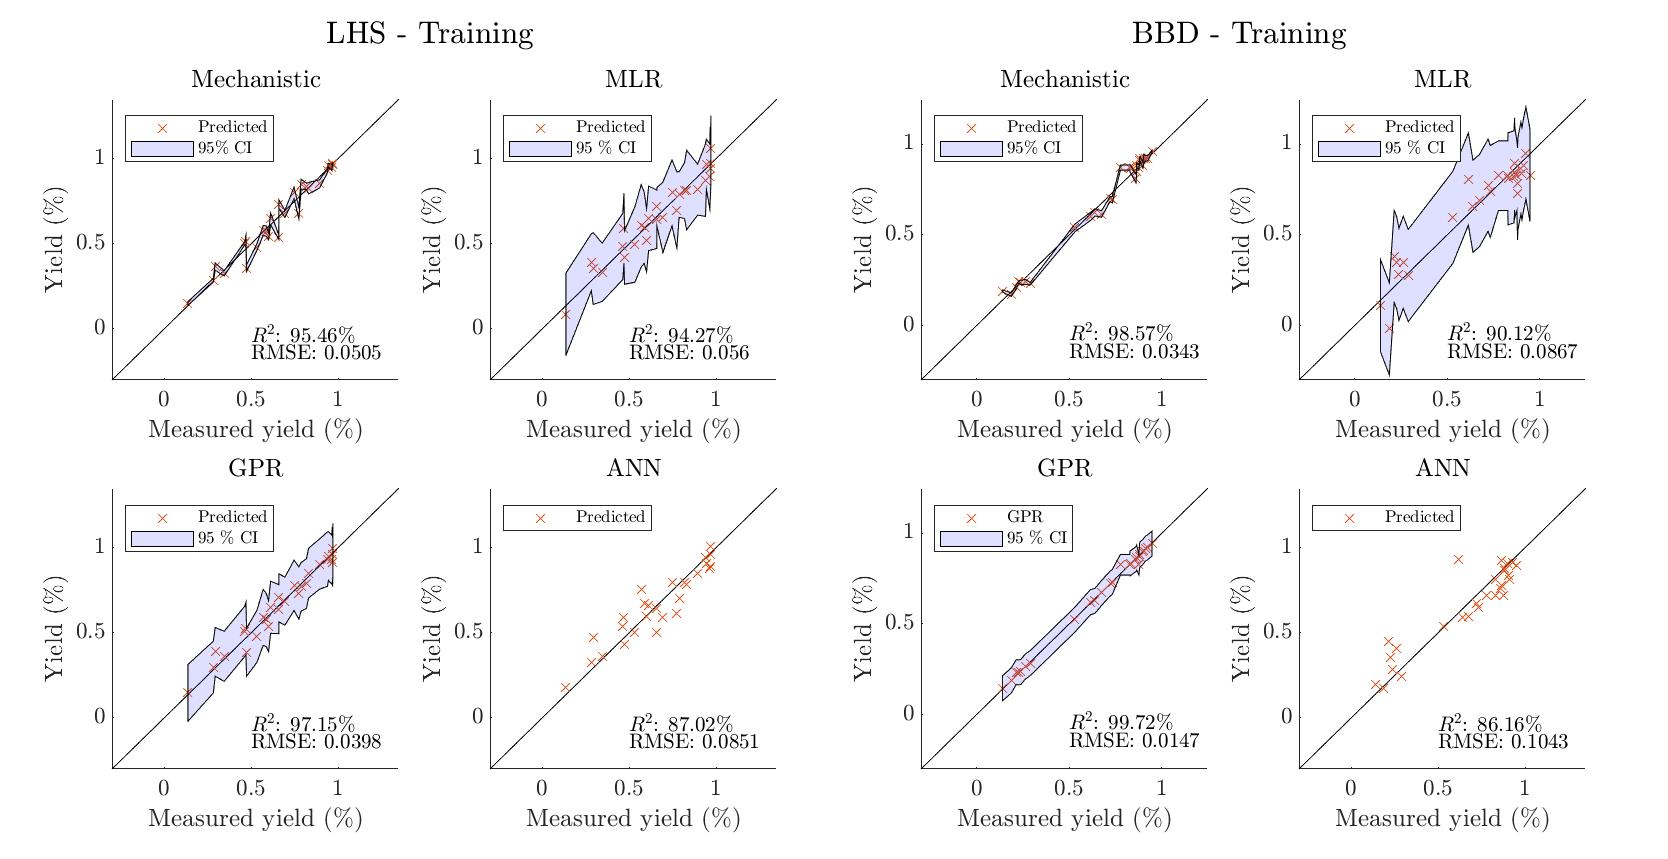 LHS - Training
BBD - Training
Mechanistic
Predicted
95% CI
1
0.5
0
Yield (%)
R²: 95.46%
RMSE: 0.0505
0 0.5 1
Measured yield (%)
MLR
Predicted
95 % CI
1
0.5
0
Yield (%)
R²: 94.27%
RMSE: 0.056
0 0.5 1
Measured yield (%)
Mechanistic
Predicted
95% CI
1
0.5
0
Yield (%)
R²: 98.57%
RMSE: 0.0343
0 0.5 1
Measured yield (%)
MLR
Predicted
95 % CI
1
0.5
0
Yield (%)
R²: 90.12%
RMSE: 0.0867
0 0.5 1
Measured yield (%)
GPR
Predicted
95 % CI
1
0.5
0
Yield (%)
R²: 97.15%
RMSE: 0.0398
0 0.5 1
Measured yield (%)
ANN
Predicted
1
0.5
0
Yield (%)
R²: 87.02%
RMSE: 0.0851
0 0.5 1
Measured yield (%)
GPR
GPR
95 % CI
1
0.5
0
Yield (%)
R²: 99.72%
RMSE: 0.0147
0 0.5 1
Measured yield (%)
ANN
Predicted
1
0.5
0
Yield (%)
R²: 86.16%
RMSE: 0.1043
0 0.5 1
Measured yield (%)